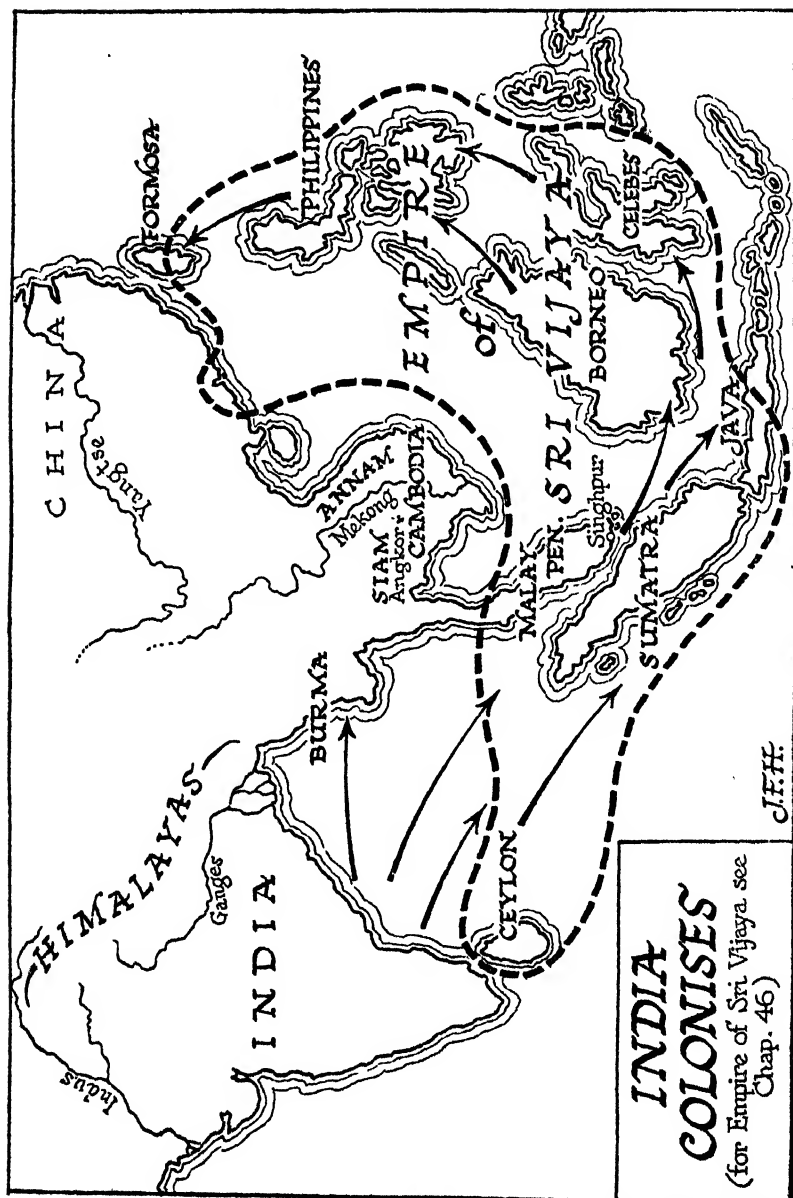 CHINA
Yangtse
HIMALAYAS
Indus
Ganges
INDIA
BURMA
SIAM
Angkor
ANNAM
Mekong
CAMBODIA
FORMOSA
PHILIPPINES
EMPIRE
of
SRI VIJAYA
CEYLON
MALAY
PEN.
Singhpur
SUMATRA
BORNEO
CELEBES
JAVA
INDIA
COLONISES
(for Empire of Sri Vijaya see
Chap. 46)
J.F.H.